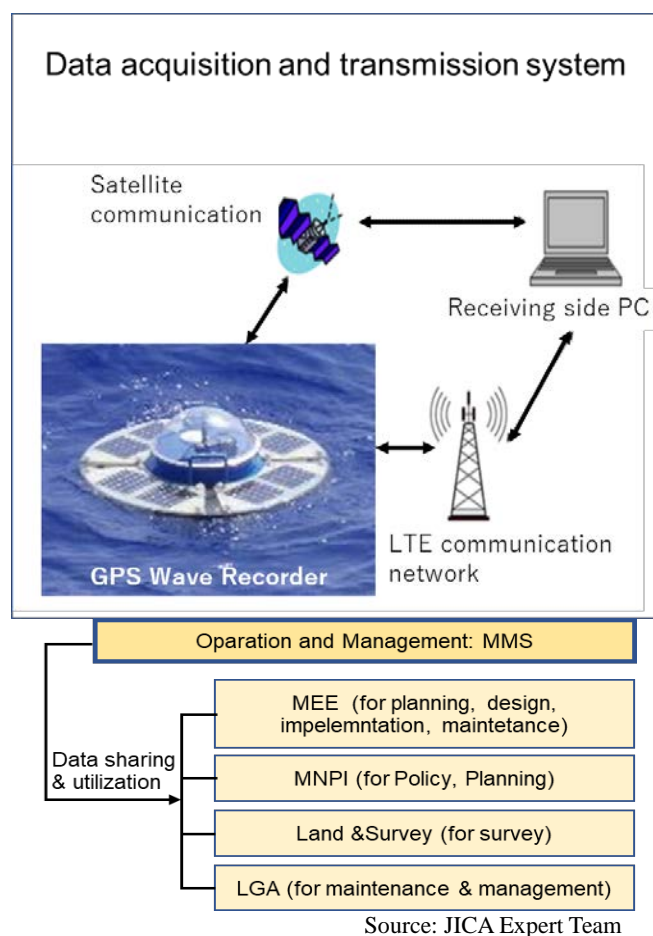 Data acquisition and transmission system
Satellite
communication
Receiving side PC
GPS Wave Recorder
LTE communication
network
Oparation and Management: MMS
Data sharing
& utilization
MEE (for planning, design,
impelemntation, maintetance)
MNPI (for Policy, Planning)
Land &Survey (for survey)
LGA (for maintenance & management)
Source: JICA Expert Team